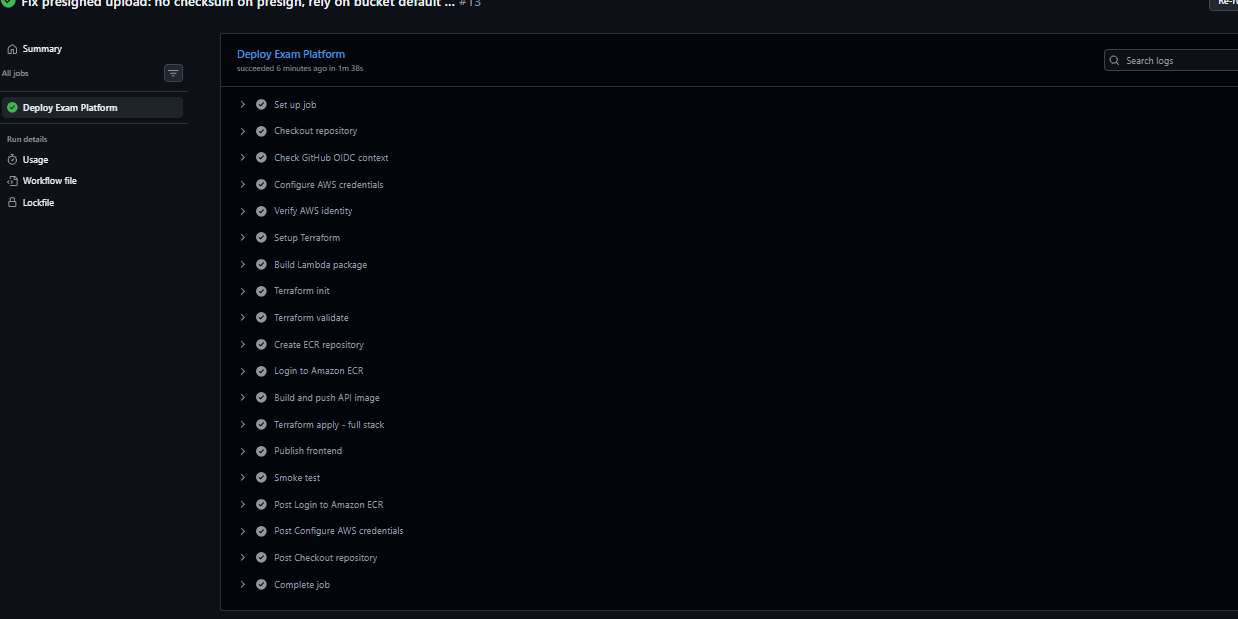 Fix presigned upload: no checksum on presign, rely on bucket default ... #13
Summary
All jobs
Deploy Exam Platform
Run details
Usage
Workflow file
Lockfile
Deploy Exam Platform
succeeded 6 minutes ago in 1m 38s
Search logs
Set up job
Checkout repository
Check GitHub OIDC context
Configure AWS credentials
Verify AWS identity
Setup Terraform
Build Lambda package
Terraform init
Terraform validate
Create ECR repository
Login to Amazon ECR
Build and push API image
Terraform apply - full stack
Publish frontend
Smoke test
Post Login to Amazon ECR
Post Configure AWS credentials
Post Checkout repository
Complete job